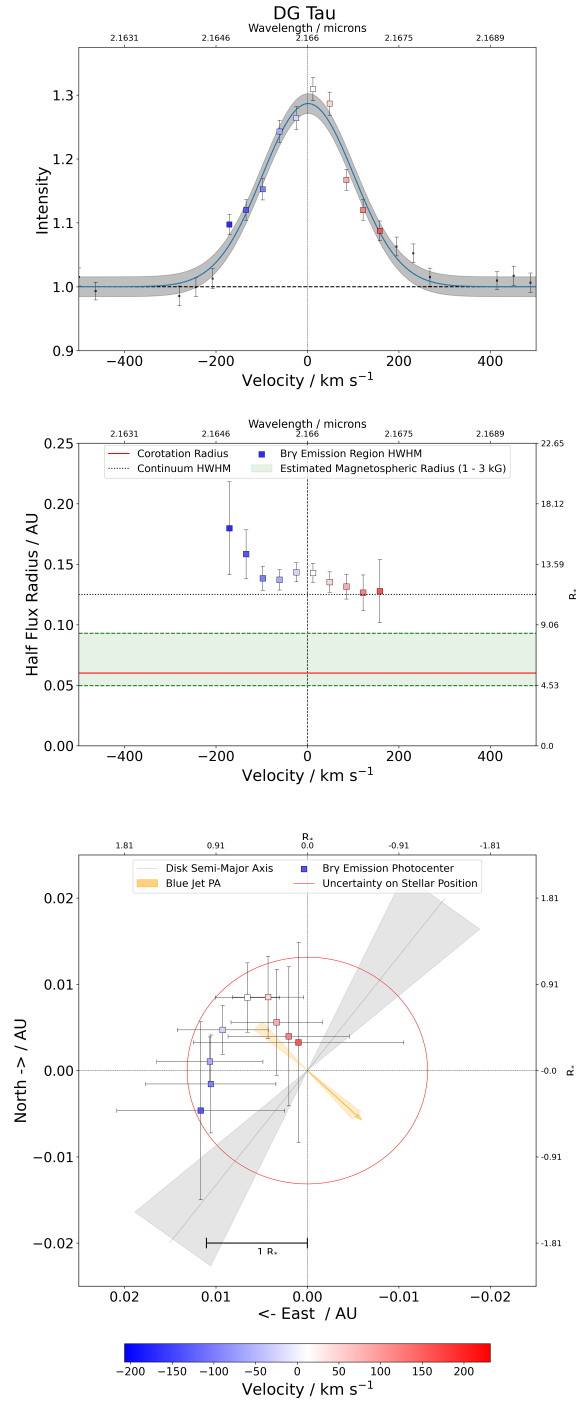 DG Tau
Wavelength / microns
2.1631 2.1646 2.166 2.1675 2.1689
Intensity
1.3
1.2
1.1
1.0
0.9
−400 −200 0 200 400
Velocity / km s⁻¹
Wavelength / microns
2.1631 2.1646 2.166 2.1675 2.1689
Half Flux Radius / AU
0.25
0.20
0.15
0.10
0.05
0.00
Corotation Radius
Continuum HWHM
Brγ Emission Region HWHM
Estimated Magnetospheric Radius (1 - 3 kG)
22.65
18.12
13.59
9.06
4.53
0.0
R*
−400 −200 0 200 400
Velocity / km s⁻¹
R*
1.81 0.91 0.0 -0.91 -1.81
North -> / AU
0.02
0.01
0.00
−0.01
−0.02
Disk Semi-Major Axis
Blue Jet PA
Brγ Emission Photocenter
Uncertainty on Stellar Position
1.81
0.91
-0.0
-0.91
-1.81
R*
1 R*
0.02 0.01 0.00 −0.01 −0.02
<- East / AU
−200 −150 −100 −50 0 50 100 150 200
Velocity / km s⁻¹